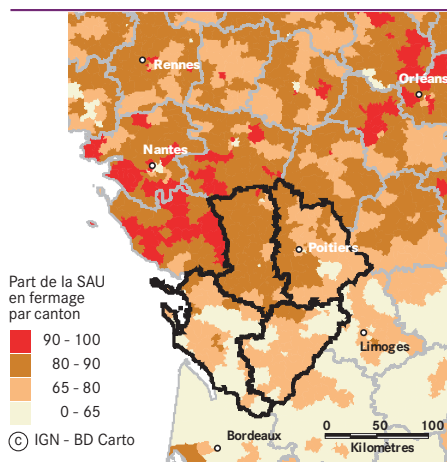 Rennes
Orléans
Nantes
Poitiers
Part de la SAU
en fermage
par canton
90 - 100
80 - 90
65 - 80
0 - 65
Limoges
Bordeaux
0 50 100
Kilomètres
© IGN - BD Carto